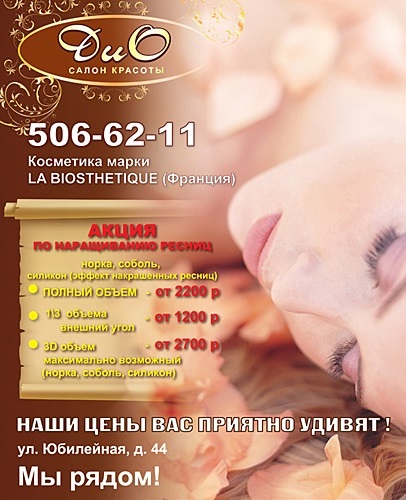 ДиО
САЛОН КРАСОТЫ
506-62-11
Косметика марки
LA BIOSTHETIQUE (Франция)
АКЦИЯ
ПО НАРАЩИВАНИЮ РЕСНИЦ
норка, соболь,
силикон (эффект накрашенных ресниц)
ПОЛНЫЙ ОБЪЕМ - от 2200 р
1\3 объема - от 1200 р
внешний угол
3D объем - от 2700 р
максимально возможный
(норка, соболь, силикон)
НАШИ ЦЕНЫ ВАС ПРИЯТНО УДИВЯТ !
ул. Юбилейная, д. 44
Мы рядом!